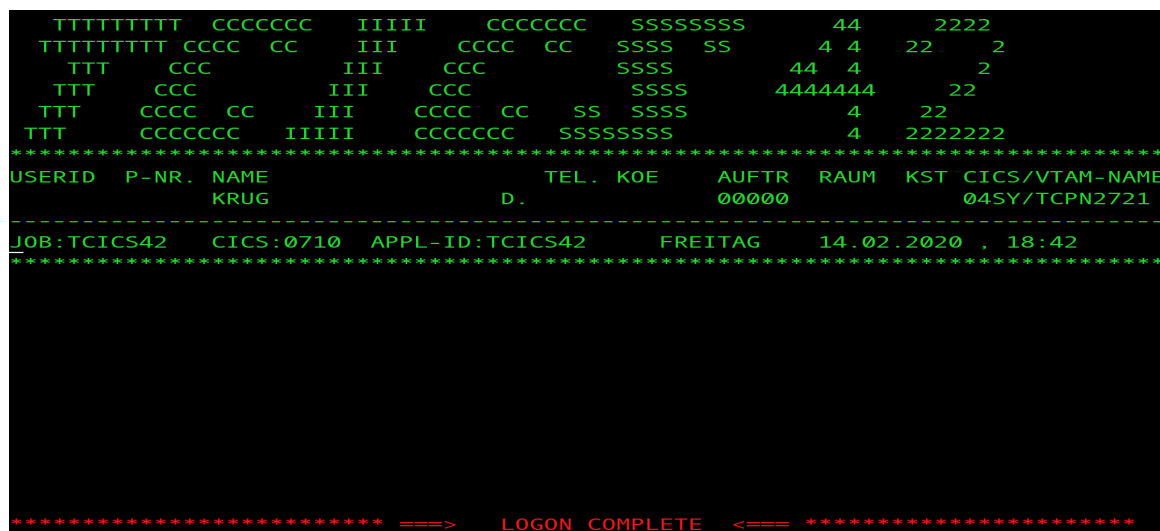 TTTTTTTTT  CCCCCCC   IIIII    CCCCCCC   SSSSSSSS      44     2222
TTTTTTTTT CCCC  CC    III    CCCC  CC   SSSS  SS      4 4   22    2
TTT    CCC         III    CCC         SSSS        44  4        2
TTT    CCC         III    CCC           SSSS      4444444     22
TTT    CCCC  CC    III    CCCC  CC   SS  SSSS           4    22
TTT     CCCCCCC   IIIII    CCCCCCC   SSSSSSSS            4   2222222
********************************************************************************
USERID  P-NR. NAME                   TEL. KOE    AUFTR  RAUM  KST CICS/VTAM-NAME
KRUG                D.             00000              04SY/TCPN2721
--------------------------------------------------------------------------------
JOB:TCICS42   CICS:0710  APPL-ID:TCICS42     FREITAG    14.02.2020 , 18:42
********************************************************************************
************************** ===>   LOGON COMPLETE  <=== ***********************